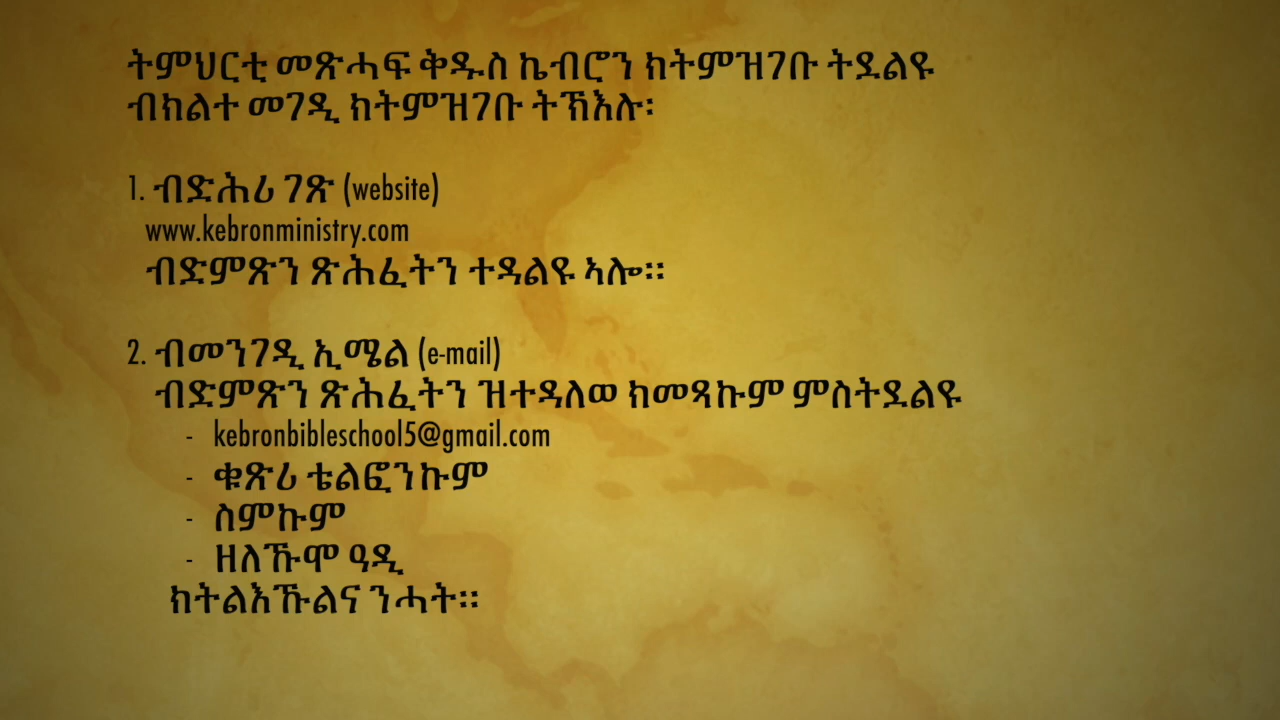 ትምህርቲ መጽሓፍ ቅዱስ ኬብሮን ክትምዝገቡ ትደልዩ
ብክልተ መገዲ ክትምዝገቡ ትኽእሉ፡
1. ብድሕሪ ገጽ (website)
www.kebronministry.com
ብድምጽን ጽሕፈትን ተዳልዩ ኣሎ፡፡
2. ብመንገዲ ኢሜል (e-mail)
ብድምጽን ጽሕፈትን ዝተዳለወ ክመጻኩም ምስትደልዩ
- kebronbibleschool5@gmail.com
- ቁጽሪ ቴልፎንኩም
- ስምኩም
- ዘለኹሞ ዓዲ
ክትልእኹልና ንሓት፡፡